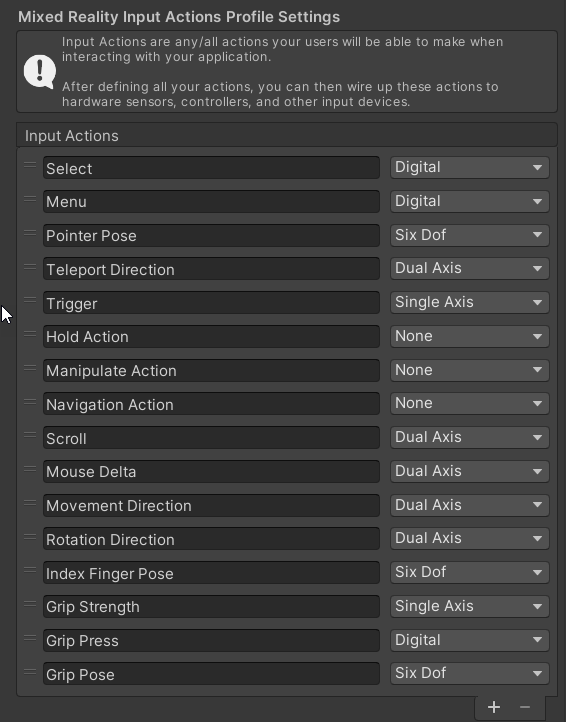 Mixed Reality Input Actions Profile Settings
Input Actions are any/all actions your users will be able to make when
interacting with your application.
After defining all your actions, you can then wire up these actions to
hardware sensors, controllers, and other input devices.
Input Actions
Select Digital
Menu Digital
Pointer Pose Six Dof
Teleport Direction Dual Axis
Trigger Single Axis
Hold Action None
Manipulate Action None
Navigation Action None
Scroll Dual Axis
Mouse Delta Dual Axis
Movement Direction Dual Axis
Rotation Direction Dual Axis
Index Finger Pose Six Dof
Grip Strength Single Axis
Grip Press Digital
Grip Pose Six Dof